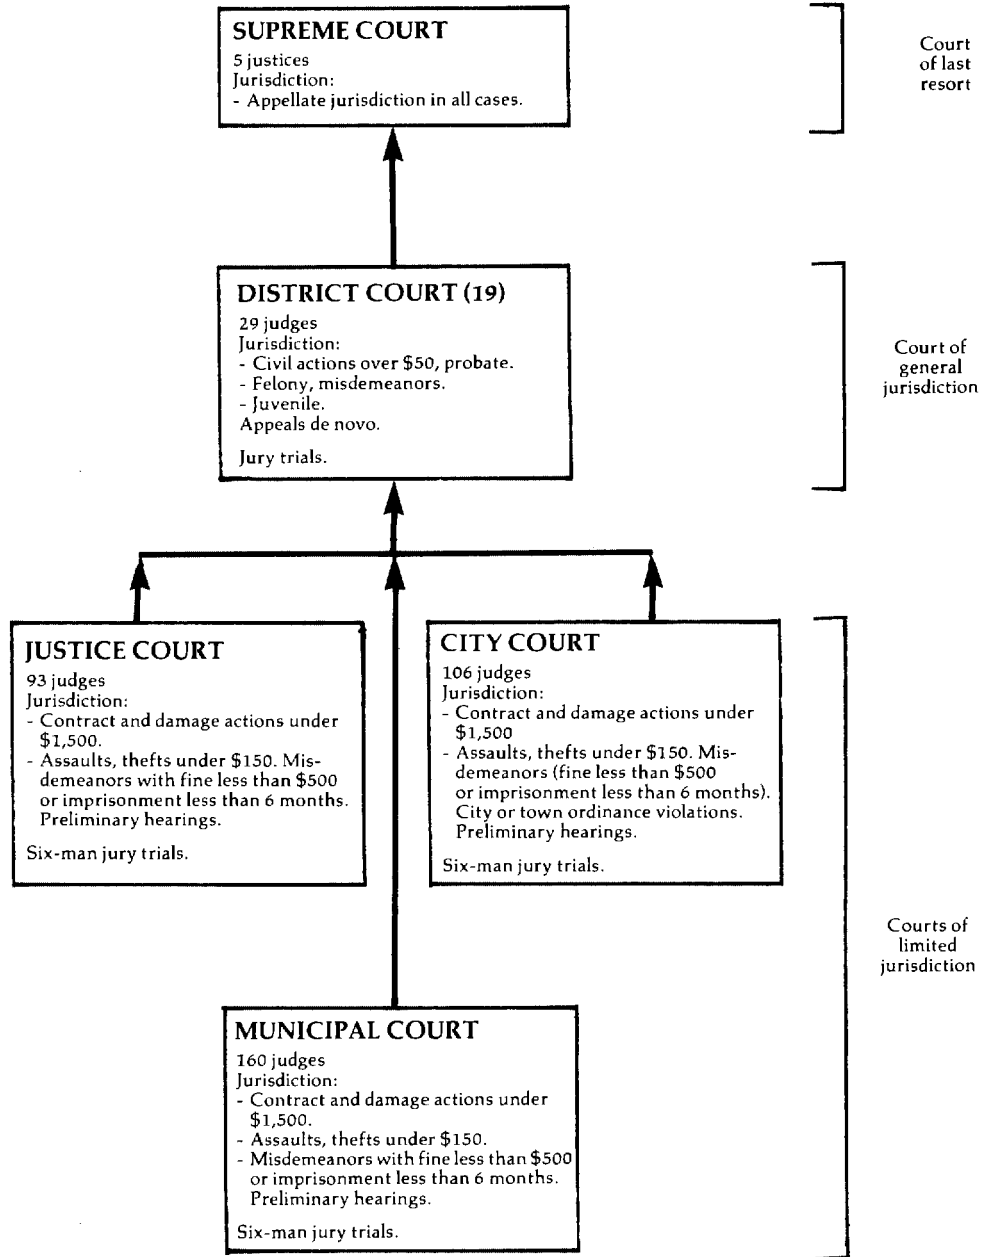 SUPREME COURT
5 justices
Jurisdiction:
- Appellate jurisdiction in all cases.
Court
of last
resort
DISTRICT COURT (19)
29 judges
Jurisdiction:
- Civil actions over $50, probate.
- Felony, misdemeanors.
- Juvenile.
Appeals de novo.
Jury trials.
Court of
general
jurisdiction
JUSTICE COURT
93 judges
Jurisdiction:
- Contract and damage actions under
$1,500.
- Assaults, thefts under $150. Mis-
demeanors with fine less than $500
or imprisonment less than 6 months.
Preliminary hearings.
Six-man jury trials.
CITY COURT
106 judges
Jurisdiction:
- Contract and damage actions under
$1,500
- Assaults, thefts under $150. Mis-
demeanors (fine less than $500
or imprisonment less than 6 months).
City or town ordinance violations.
Preliminary hearings.
Six-man jury trials.
Courts of
limited
jurisdiction
MUNICIPAL COURT
160 judges
Jurisdiction:
- Contract and damage actions under
$1,500.
- Assaults, thefts under $150.
- Misdemeanors with fine less than $500
or imprisonment less than 6 months.
Preliminary hearings.
Six-man jury trials.